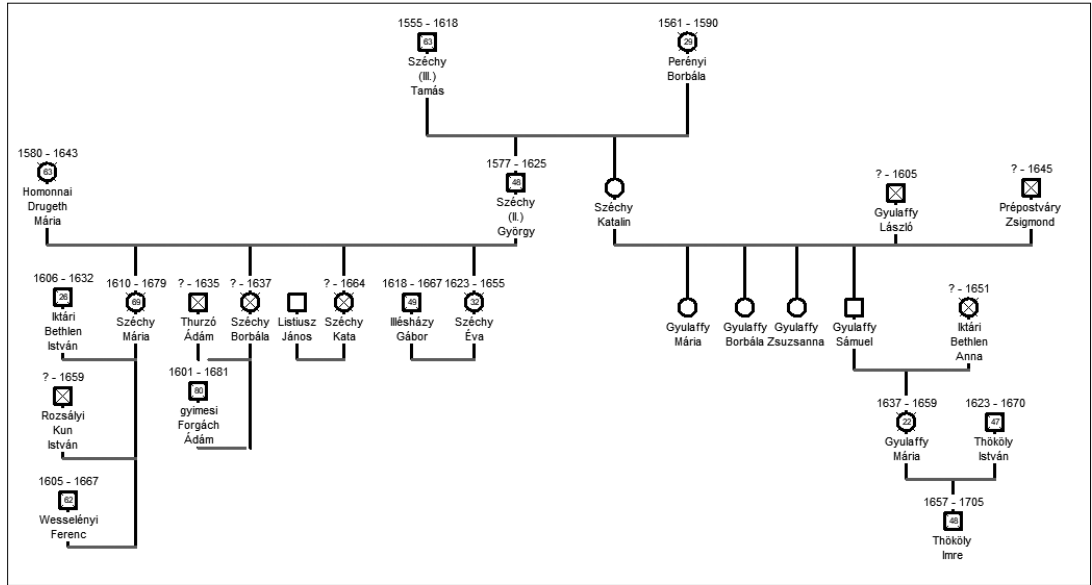 1555 - 1618
63
Széchy
(III.)
Tamás
1561 - 1590
29
Perényi
Borbála
1580 - 1643
63
Homonnai
Drugeth
Mária
1577 - 1625
48
Széchy
(II.)
György
Széchy
Katalin
? - 1605
Gyulaffy
László
? - 1645
Prépostváry
Zsigmond
1606 - 1632
26
Iktári
Bethlen
István
1610 - 1679
69
Széchy
Mária
? - 1635
Thurzó
Ádám
? - 1637
Széchy
Borbála
Listiusz
János
? - 1664
Széchy
Kata
1618 - 1667
49
Illésházy
Gábor
1623 - 1655
32
Széchy
Éva
Gyulaffy
Mária
Gyulaffy
Borbála
Gyulaffy
Zsuzsanna
Gyulaffy
Sámuel
? - 1651
Iktári
Bethlen
Anna
? - 1659
Rozsályi
Kun
István
1601 - 1681
80
gyimesi
Forgách
Ádám
1637 - 1659
22
Gyulaffy
Mária
1623 - 1670
47
Thököly
István
1605 - 1667
62
Wesselényi
Ferenc
1657 - 1705
48
Thököly
Imre